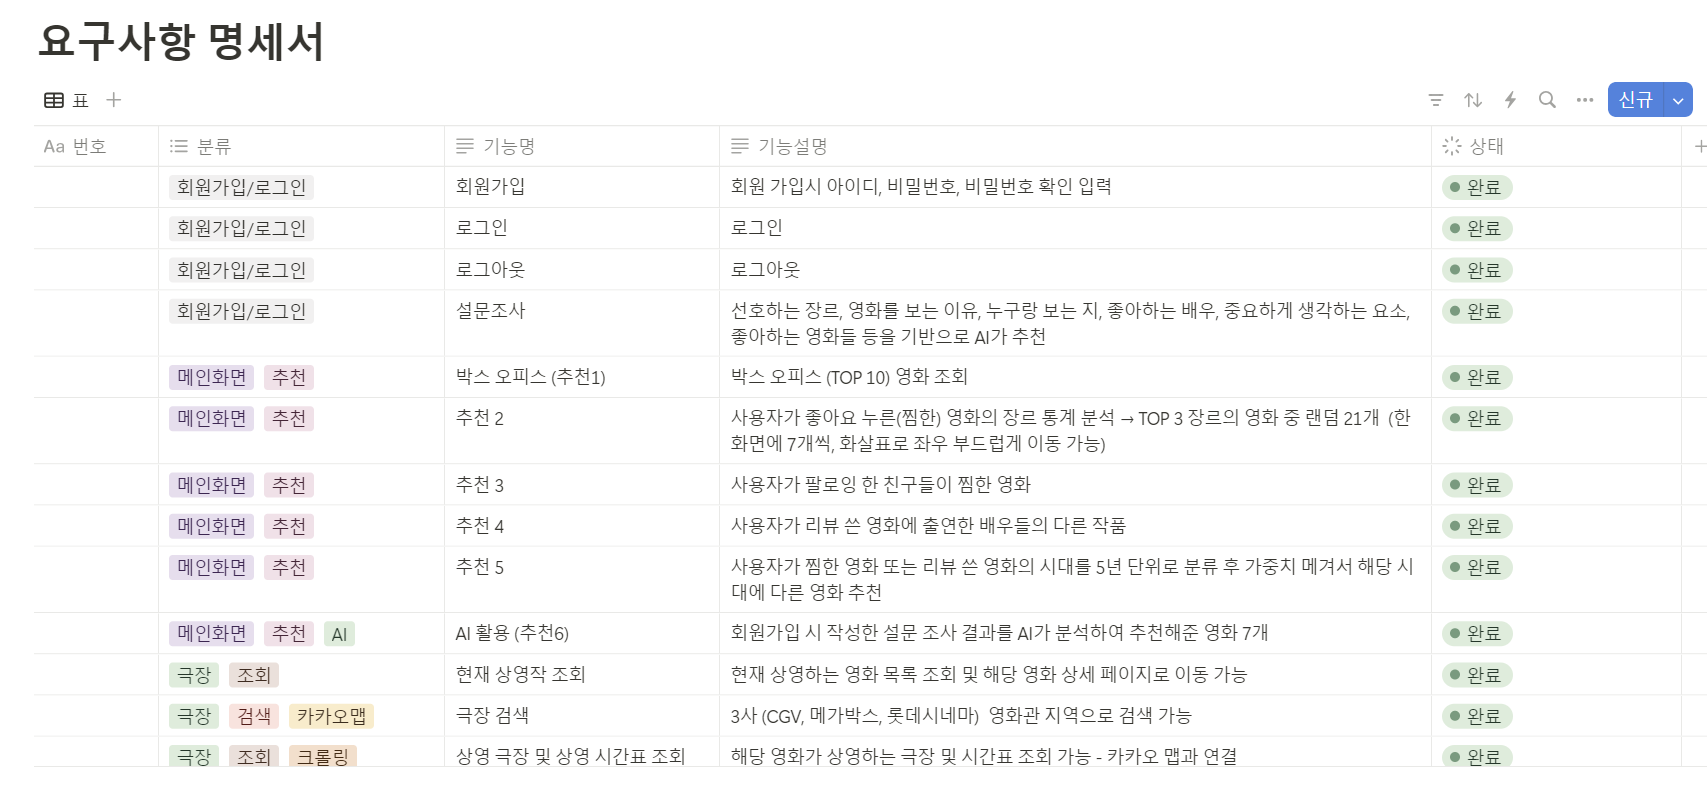 요구사항 명세서
표
신규
Aa 번호 분류 기능명 기능설명 상태
회원가입/로그인 회원가입 회원 가입시 아이디, 비밀번호, 비밀번호 확인 입력 완료
회원가입/로그인 로그인 로그인 완료
회원가입/로그인 로그아웃 로그아웃 완료
회원가입/로그인 설문조사 선호하는 장르, 영화를 보는 이유, 누구랑 보는 지, 좋아하는 배우, 중요하게 생각하는 요소, 완료
좋아하는 영화들 등을 기반으로 AI가 추천
메인화면 추천 박스 오피스 (추천1) 박스 오피스 (TOP 10) 영화 조회 완료
메인화면 추천 추천 2 사용자가 좋아요 누른(찜한) 영화의 장르 통계 분석 → TOP 3 장르의 영화 중 랜덤 21개 (한 완료
화면에 7개씩, 화살표로 좌우 부드럽게 이동 가능)
메인화면 추천 추천 3 사용자가 팔로잉 한 친구들이 찜한 영화 완료
메인화면 추천 추천 4 사용자가 리뷰 쓴 영화에 출연한 배우들의 다른 작품 완료
메인화면 추천 추천 5 사용자가 찜한 영화 또는 리뷰 쓴 영화의 시대를 5년 단위로 분류 후 가중치 메겨서 해당 시 완료
대에 다른 영화 추천
메인화면 추천 AI AI 활용 (추천6) 회원가입 시 작성한 설문 조사 결과를 AI가 분석하여 추천해준 영화 7개 완료
극장 조회 현재 상영작 조회 현재 상영하는 영화 목록 조회 및 해당 영화 상세 페이지로 이동 가능 완료
극장 검색 카카오맵 극장 검색 3사 (CGV, 메가박스, 롯데시네마) 영화관 지역으로 검색 가능 완료
극장 조회 크롤링 상영 극장 및 상영 시간표 조회 해당 영화가 상영하는 극장 및 시간표 조회 가능 - 카카오 맵과 연결 완료